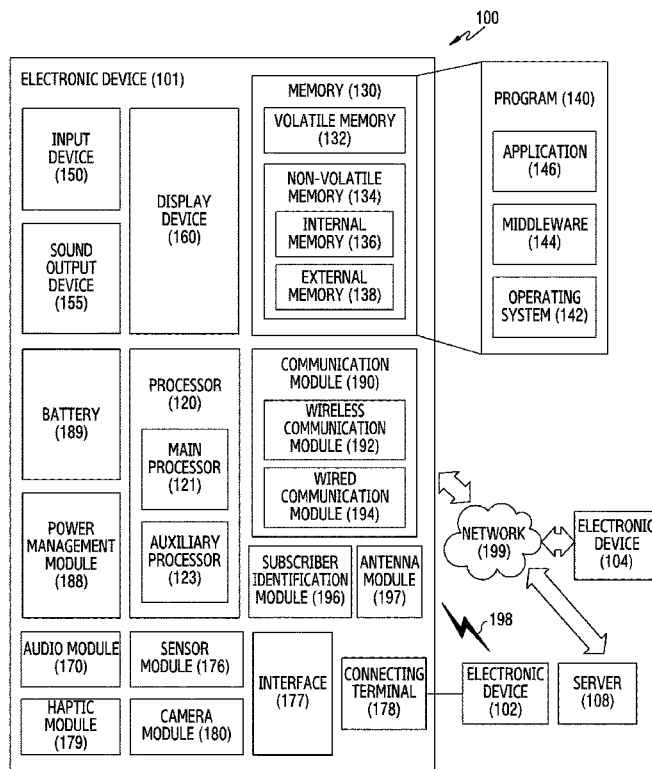 100
ELECTRONIC DEVICE (101)
INPUT
DEVICE
(150)
SOUND
OUTPUT
DEVICE
(155)
DISPLAY
DEVICE
(160)
MEMORY (130)
VOLATILE MEMORY
(132)
NON-VOLATILE
MEMORY (134)
INTERNAL
MEMORY (136)
EXTERNAL
MEMORY (138)
PROGRAM (140)
APPLICATION
(146)
MIDDLEWARE
(144)
OPERATING
SYSTEM (142)
BATTERY
(189)
POWER
MANAGEMENT
MODULE
(188)
PROCESSOR
(120)
MAIN
PROCESSOR
(121)
AUXILIARY
PROCESSOR
(123)
COMMUNICATION
MODULE (190)
WIRELESS
COMMUNICATION
MODULE (192)
WIRED
COMMUNICATION
MODULE (194)
SUBSCRIBER
IDENTIFICATION
MODULE (196)
ANTENNA
MODULE
(197)
NETWORK
(199)
ELECTRONIC
DEVICE
(104)
198
AUDIO MODULE
(170)
SENSOR
MODULE (176)
INTERFACE
(177)
CONNECTING
TERMINAL
(178)
ELECTRONIC
DEVICE
(102)
SERVER
(108)
HAPTIC
MODULE
(179)
CAMERA
MODULE (180)